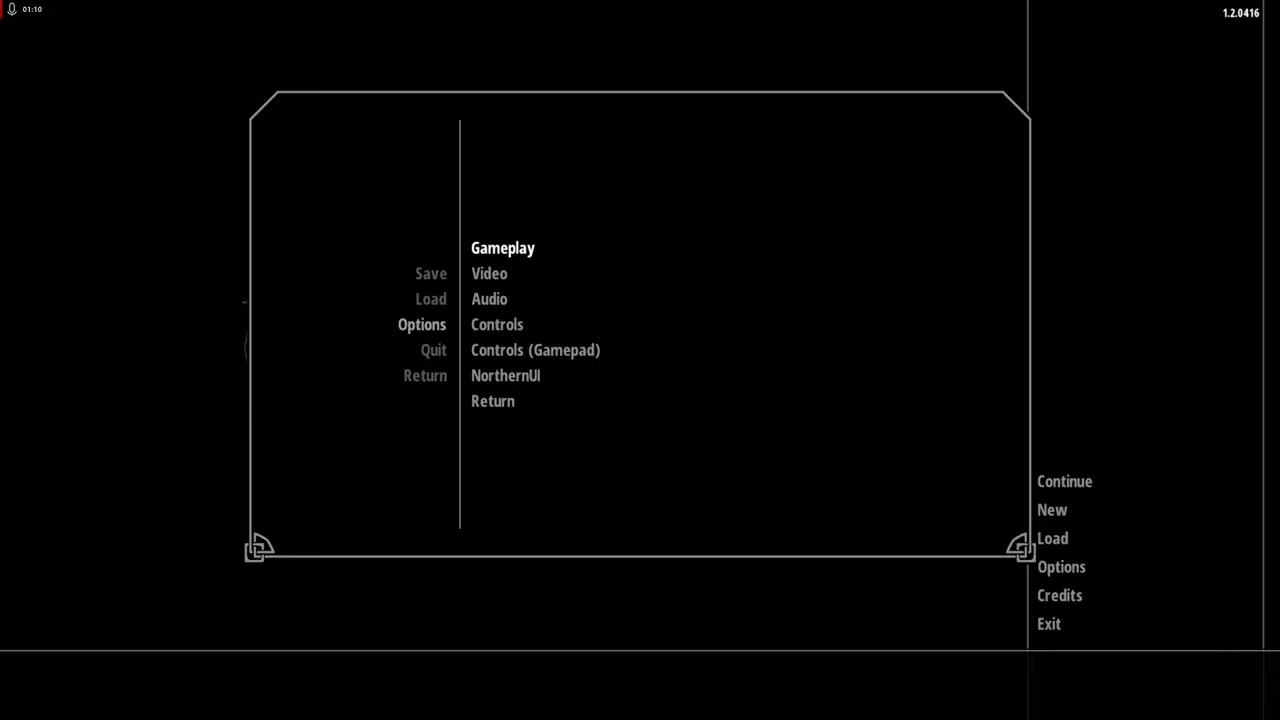 01:10
1.2.0416
Save
Load
Options
Quit
Return
Gameplay
Video
Audio
Controls
Controls (Gamepad)
NorthernUI
Return
Continue
New
Load
Options
Credits
Exit